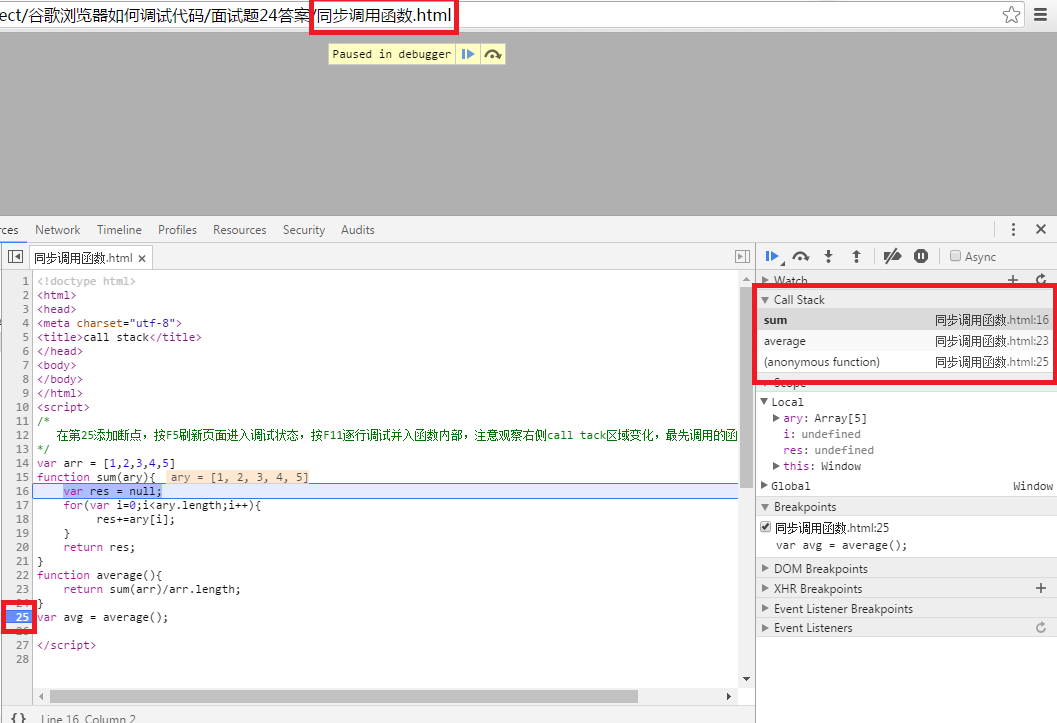 ect/谷歌浏览器如何调试代码/面试题24答案/同步调用函数.html
Paused in debugger
rces Network Timeline Profiles Resources Security Audits
同步调用函数.html ×
Async
1 <!doctype html>
2 <html>
3 <head>
4 <meta charset="utf-8">
5 <title>call stack</title>
6 </head>
7 <body>
8 </body>
9 </html>
10 <script>
11 /*
12 在第25添加断点，按F5刷新页面进入调试状态，按F11逐行调试并入函数内部，注意观察右侧call tack区域变化，最先调用的函
13 */
14 var arr = [1,2,3,4,5]
15 function sum(ary){ ary = [1, 2, 3, 4, 5]
16 var res = null;
17 for(var i=0;i<ary.length;i++){
18 res+=ary[i];
19 }
20 return res;
21 }
22 function average(){
23 return sum(arr)/arr.length;
24 }
25 var avg = average();
26
27 </script>
28
{} Line 16, Column 2
Watch
Call Stack
sum 同步调用函数.html:16
average 同步调用函数.html:23
(anonymous function) 同步调用函数.html:25
Scope
Local
ary: Array[5]
i: undefined
res: undefined
this: Window
Global Window
Breakpoints
同步调用函数.html:25
var avg = average();
DOM Breakpoints
XHR Breakpoints
Event Listener Breakpoints
Event Listeners